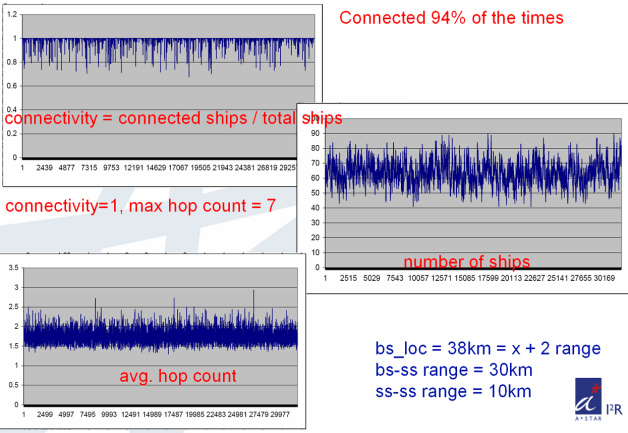 Connected 94% of the times
1.2
1
0.8
0.6
0.4
0.2
0
connectivity = connected ships / total ships
1 2439 4877 7315 9753 12191 14629 17067 19505 21943 24381 26819 29257
connectivity=1, max hop count = 7
90
80
70
60
50
40
30
20
10
0
number of ships
1 2515 5029 7543 10057 12571 15085 17599 20113 22627 25141 27655 30169
3.5
3
2.5
2
1.5
1
0.5
0
avg. hop count
1 2499 4997 7495 9993 12491 14989 17487 19985 22483 24981 27479 29977
bs_loc = 38km = x + 2 range
bs-ss range = 30km
ss-ss range = 10km
a
A*STAR
I²R